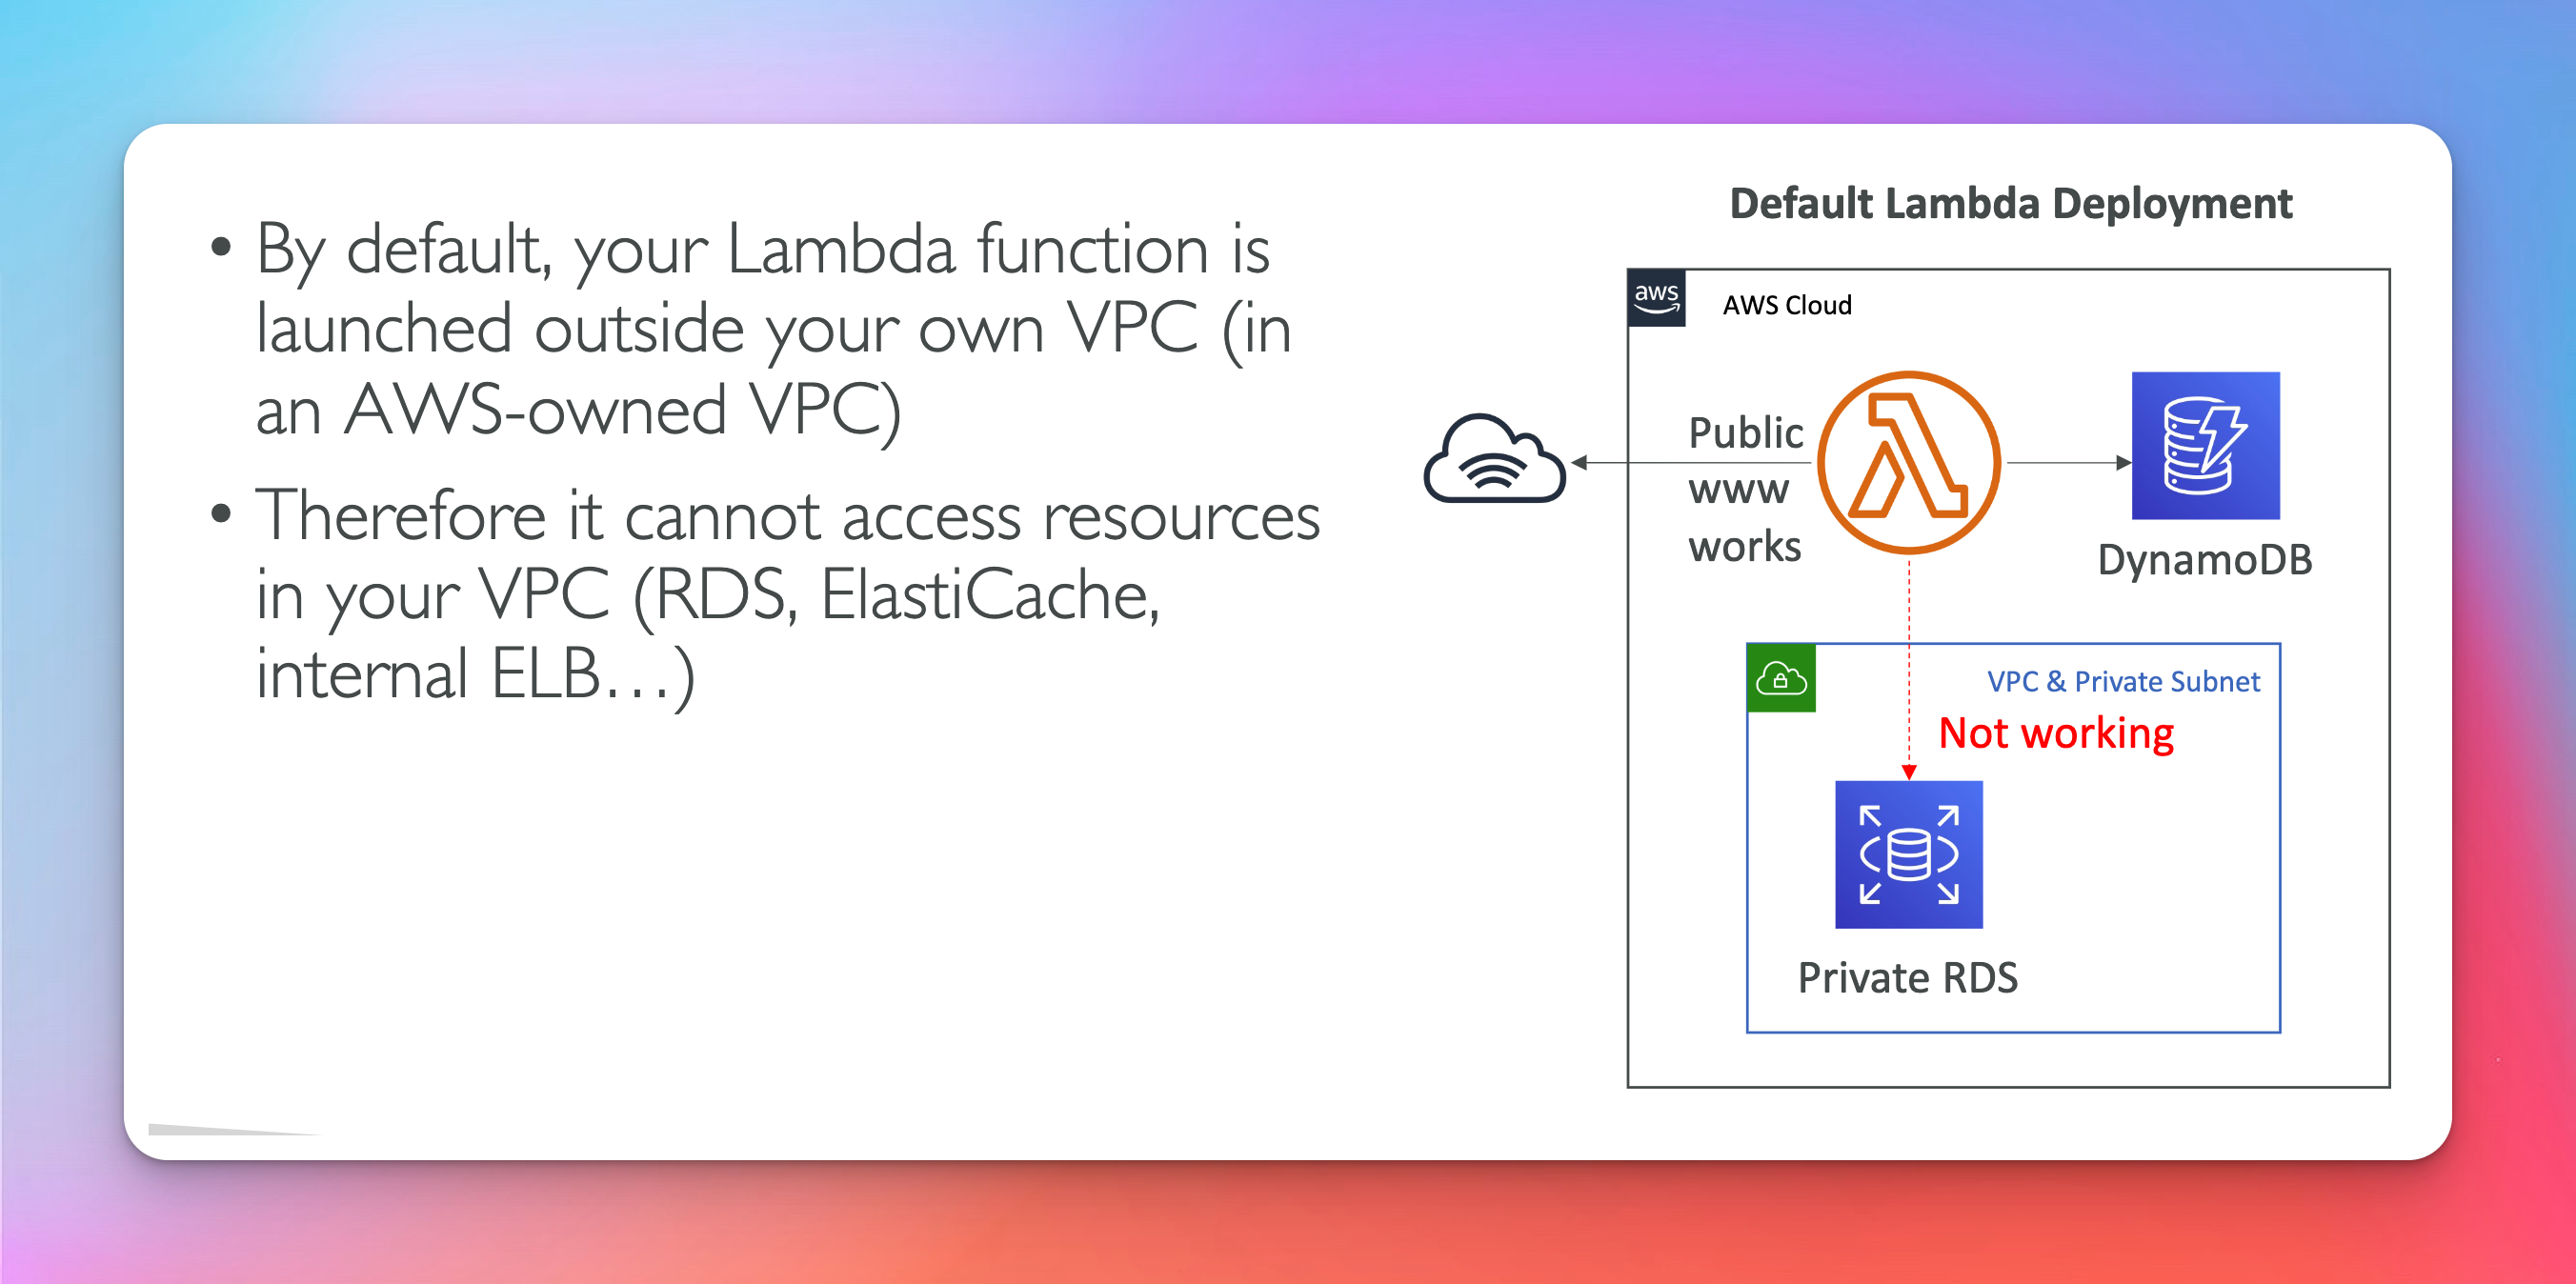 • By default, your Lambda function is
launched outside your own VPC (in
an AWS-owned VPC)
• Therefore it cannot access resources
in your VPC (RDS, ElastiCache,
internal ELB…)
Default Lambda Deployment
aws
AWS Cloud
Public
www
works
DynamoDB
VPC & Private Subnet
Not working
Private RDS